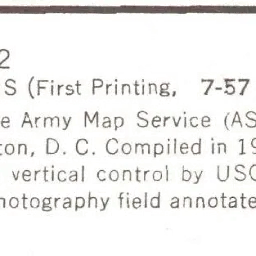 2
S (First Printing, 7-57
e Army Map Service (AS
ton, D. C. Compiled in 19
vertical control by USC
hotography field annotate